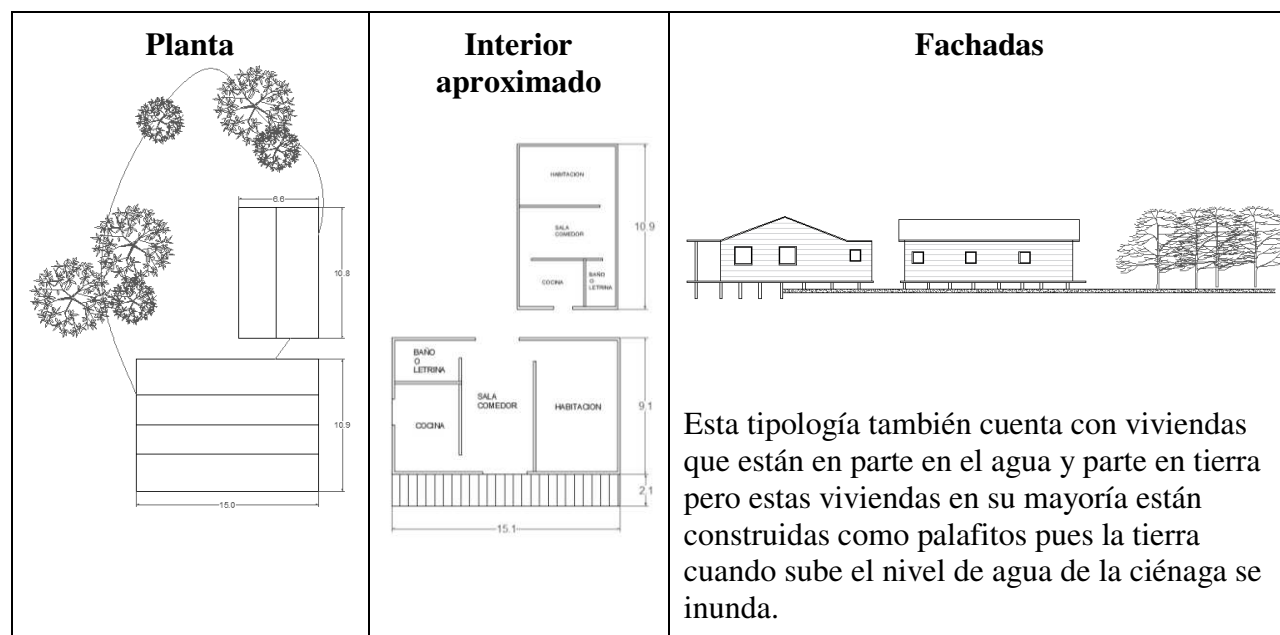 Planta
6.6
10.8
10.9
15.0
Interior
aproximado
HABITACION
SALA
COMEDOR
10.9
COCINA
BAÑO
O
LETRINA
BAÑO
O
LETRINA
SALA
COMEDOR
HABITACION
COCINA
9.1
2.1
15.1
Fachadas
Esta tipología también cuenta con viviendas
que están en parte en el agua y parte en tierra
pero estas viviendas en su mayoría están
construidas como palafitos pues la tierra
cuando sube el nivel de agua de la ciénaga se
inunda.